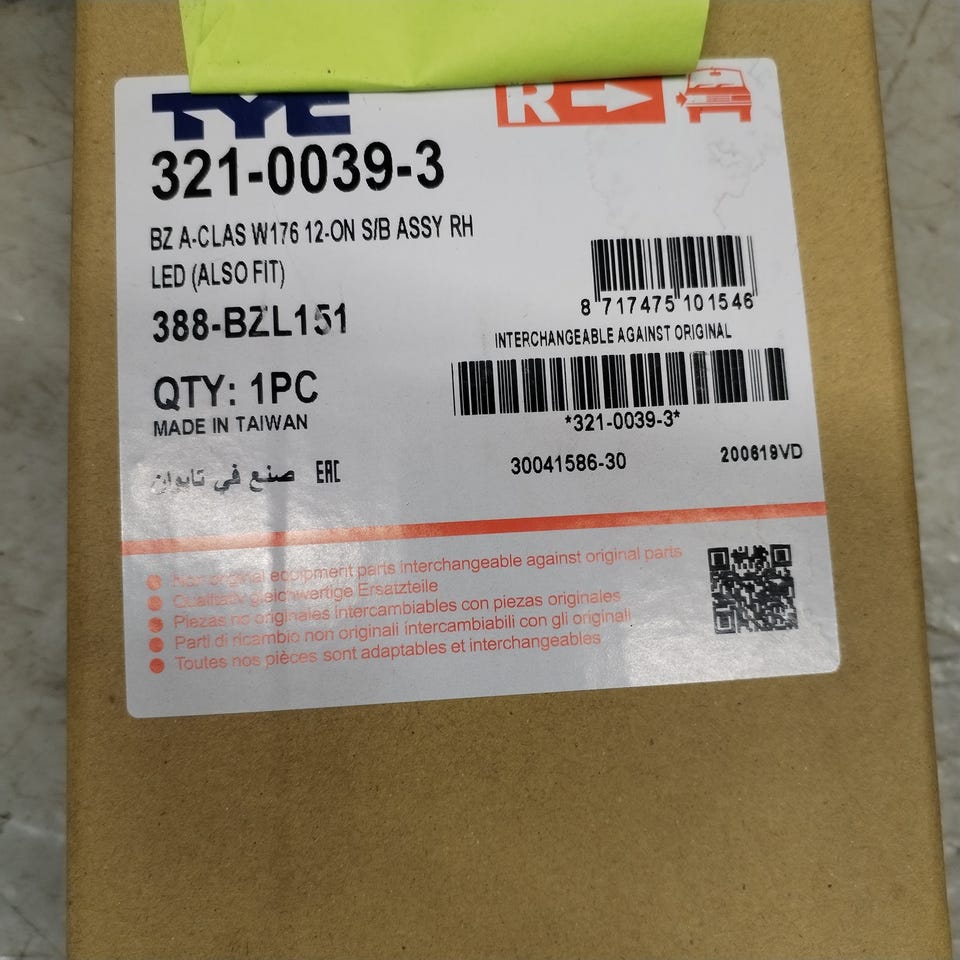 TYC
R
321-0039-3
BZ A-CLAS W176 12-ON S/B ASSY RH
LED (ALSO FIT)
388-BZL151
8 717475 101546
INTERCHANGEABLE AGAINST ORIGINAL
QTY: 1PC
MADE IN TAIWAN
*321-0039-3*
صنع في تايوان EAC
30041586-30
200619VD
Non original equipment parts interchangeable against original parts
Qualitativ gleichwertige Ersatzteile
Piezas no originales intercambiables con piezas originales
Parti di ricambio non originali intercambiabili con gli originali
Toutes nos pièces sont adaptables et interchangeables